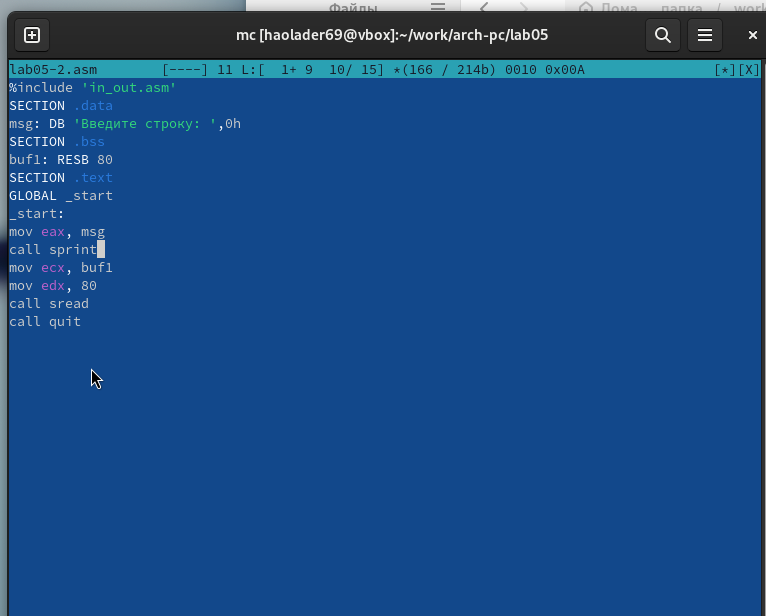 Файлы
Дома
папка
/
work
mc [haolader69@vbox]:~/work/arch-pc/lab05
lab05-2.asm [----] 11 L:[ 1+ 9 10/ 15] *(166 / 214b) 0010 0x00A [*][X]
%include 'in_out.asm'
SECTION .data
msg: DB 'Введите строку: ',0h
SECTION .bss
buf1: RESB 80
SECTION .text
GLOBAL _start
_start:
mov eax, msg
call sprint
mov ecx, buf1
mov edx, 80
call sread
call quit